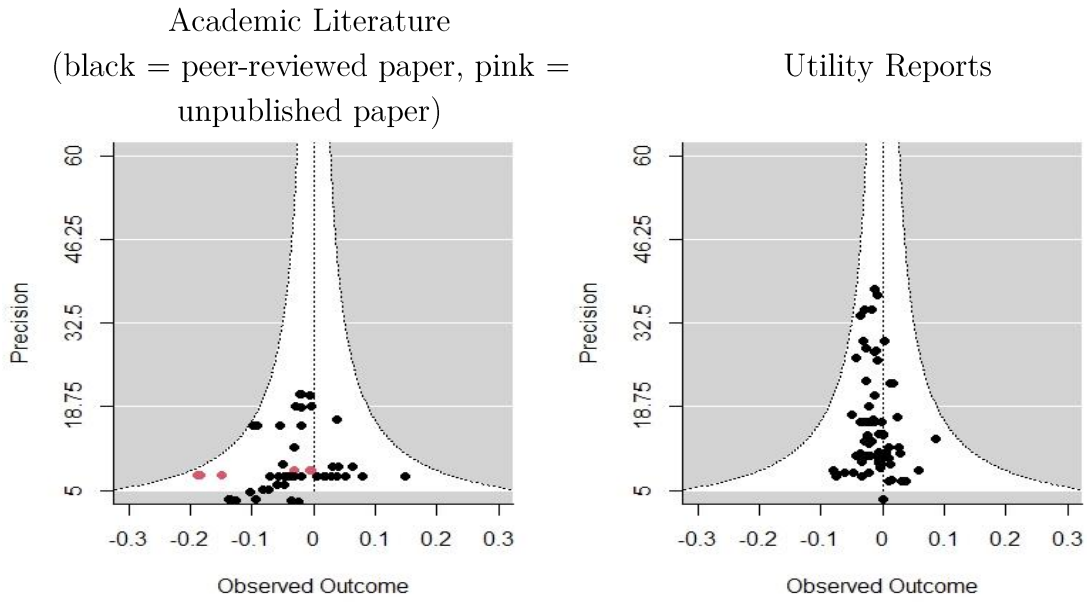 Academic Literature
(black = peer-reviewed paper, pink =
unpublished paper)
Utility Reports
60
46.25
32.5
18.75
5
Precision
-0.3 -0.2 -0.1 0 0.1 0.2 0.3
Observed Outcome
60
46.25
32.5
18.75
5
Precision
-0.3 -0.2 -0.1 0 0.1 0.2 0.3
Observed Outcome